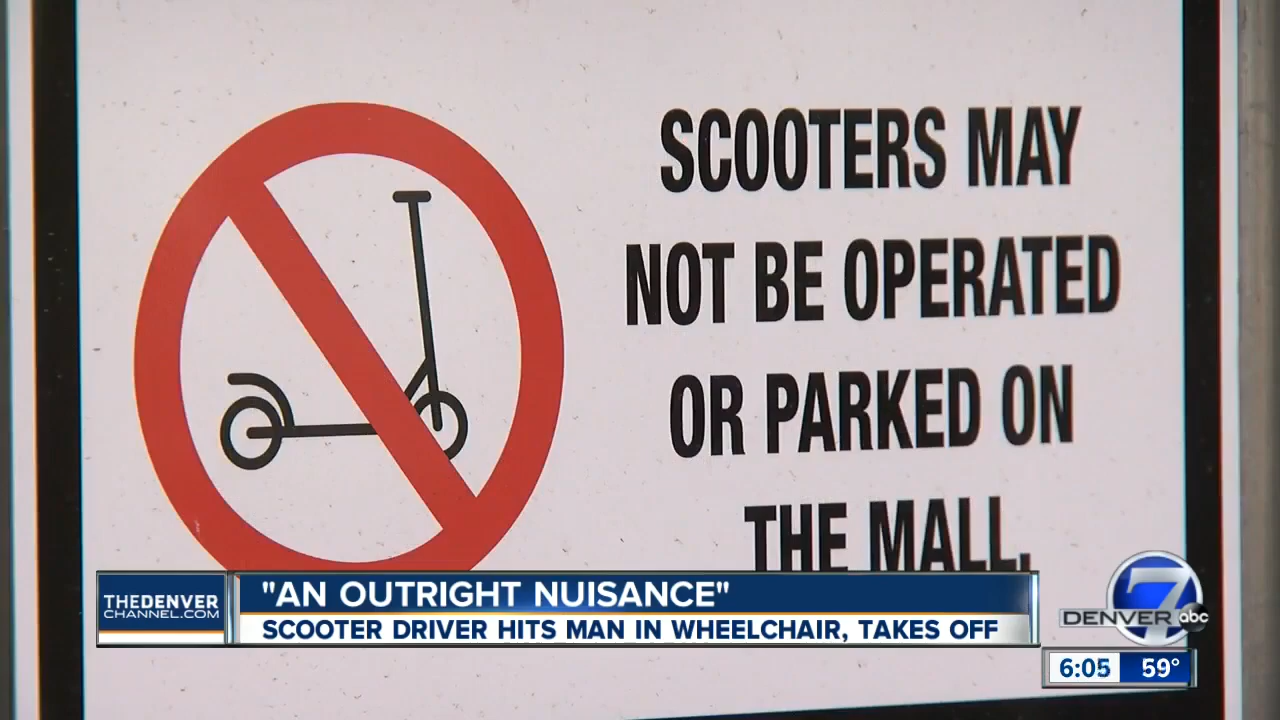 SCOOTERS MAY
NOT BE OPERATED
OR PARKED ON
THE MALL.
THEDENVER
CHANNEL.COM
"AN OUTRIGHT NUISANCE"
SCOOTER DRIVER HITS MAN IN WHEELCHAIR, TAKES OFF
DENVER 7 abc
6:05 59°